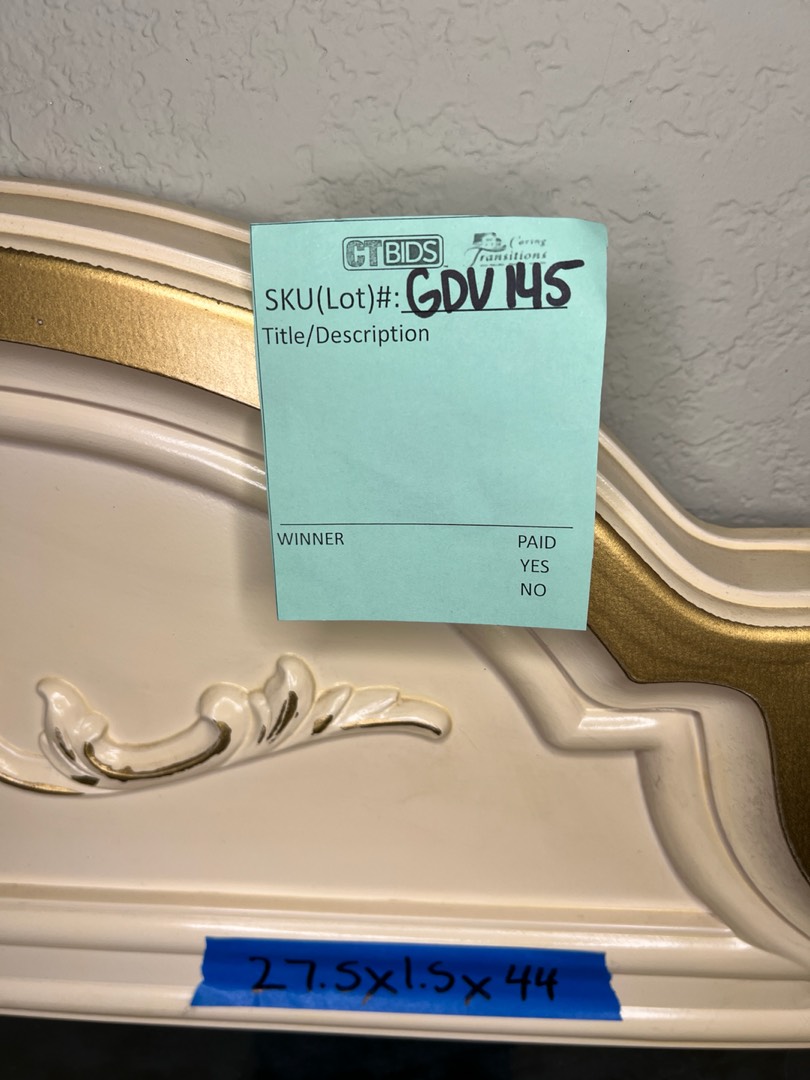 CTBIDS Caring Transitions
SKU(Lot)#: GDV 145
Title/Description
WINNER PAID
YES
NO
27.5x1.5x44